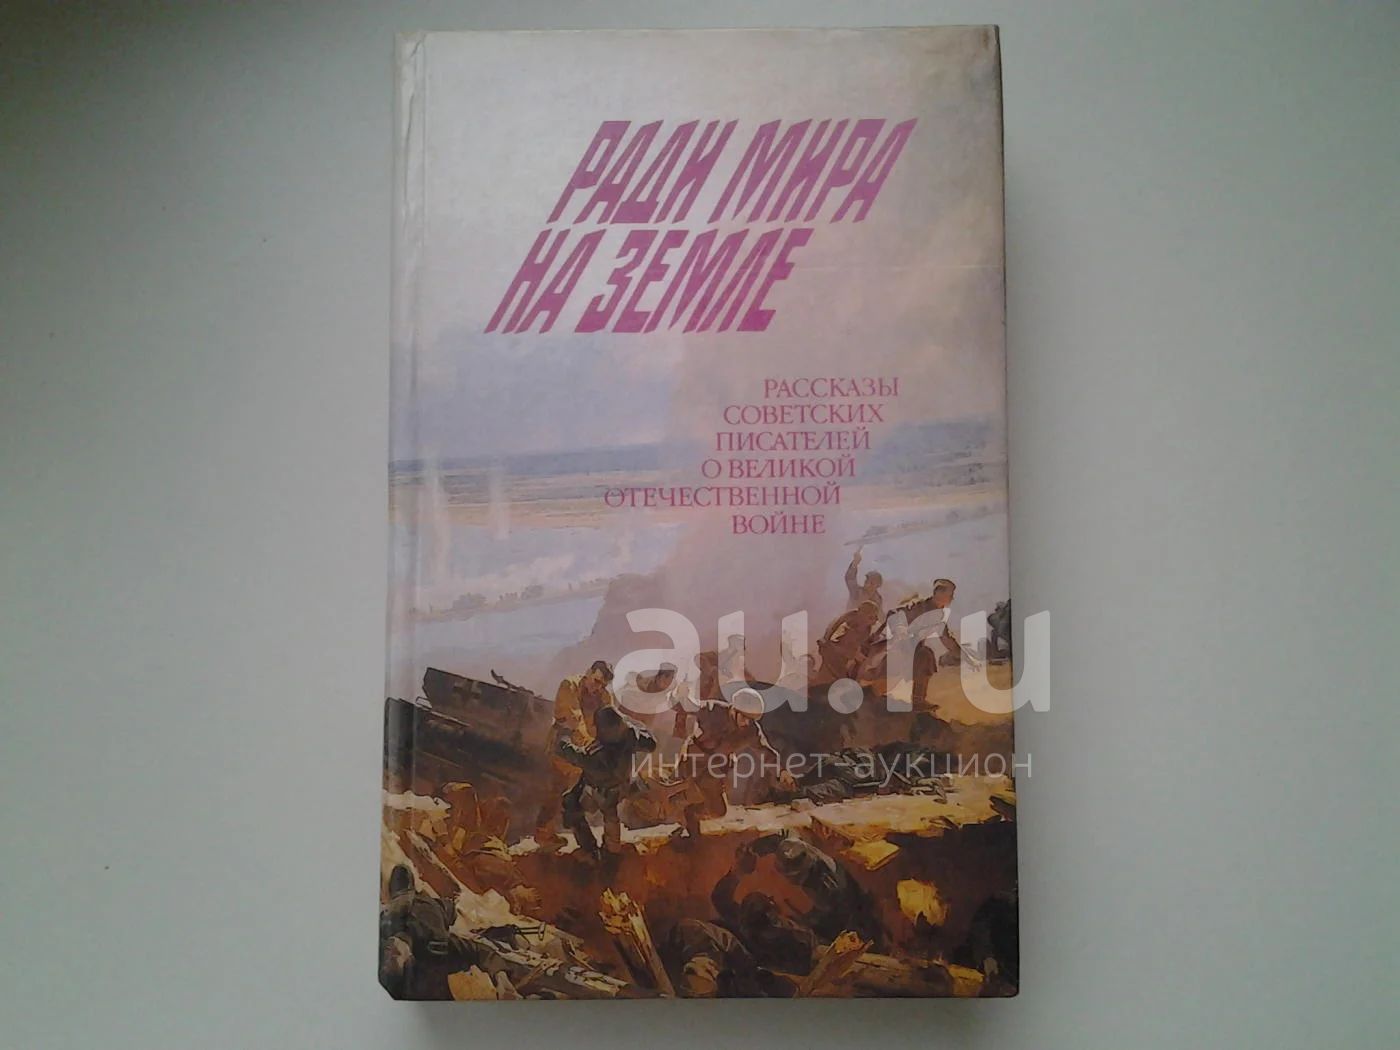 РАДИ МИРА
НА ЗЕМЛЕ
РАССКАЗЫ
СОВЕТСКИХ
ПИСАТЕЛЕЙ
О ВЕЛИКОЙ
ОТЕЧЕСТВЕННОЙ
ВОЙНЕ
au.ru
интернет-аукцион